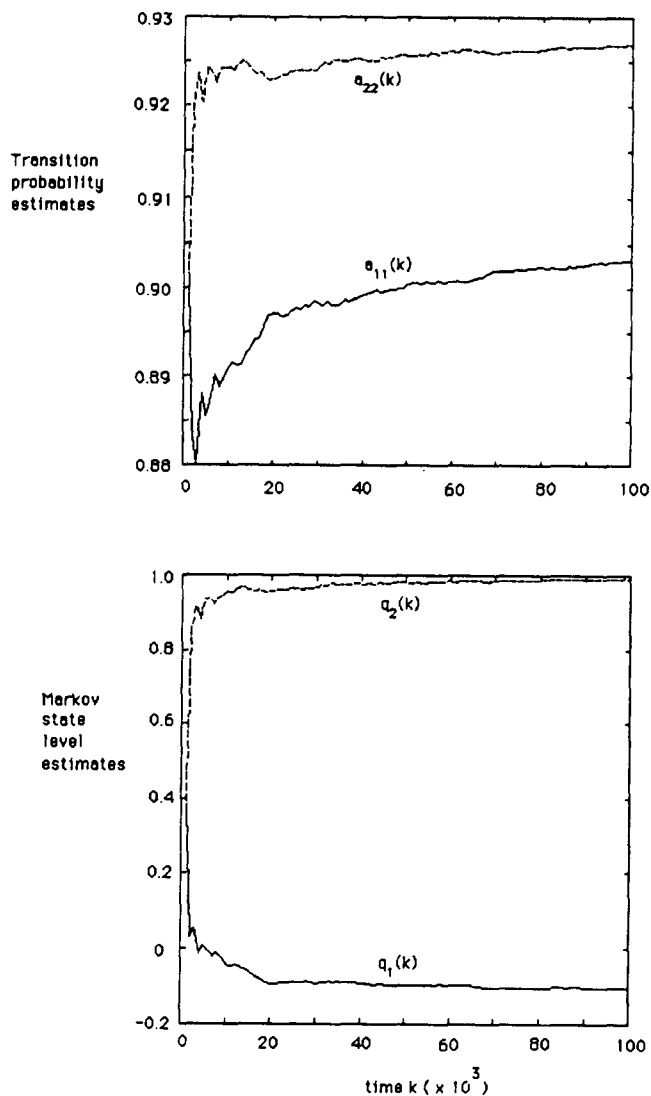 0.93
0.92
0.91
0.90
0.89
0.88
Transition
probability
estimates
a22(k)
a11(k)
0 20 40 60 80 100
1.0
0.8
0.6
0.4
0.2
0
-0.2
Markov
state
level
estimates
q2(k)
q1(k)
0 20 40 60 80 100
time k ( x 10^3 )